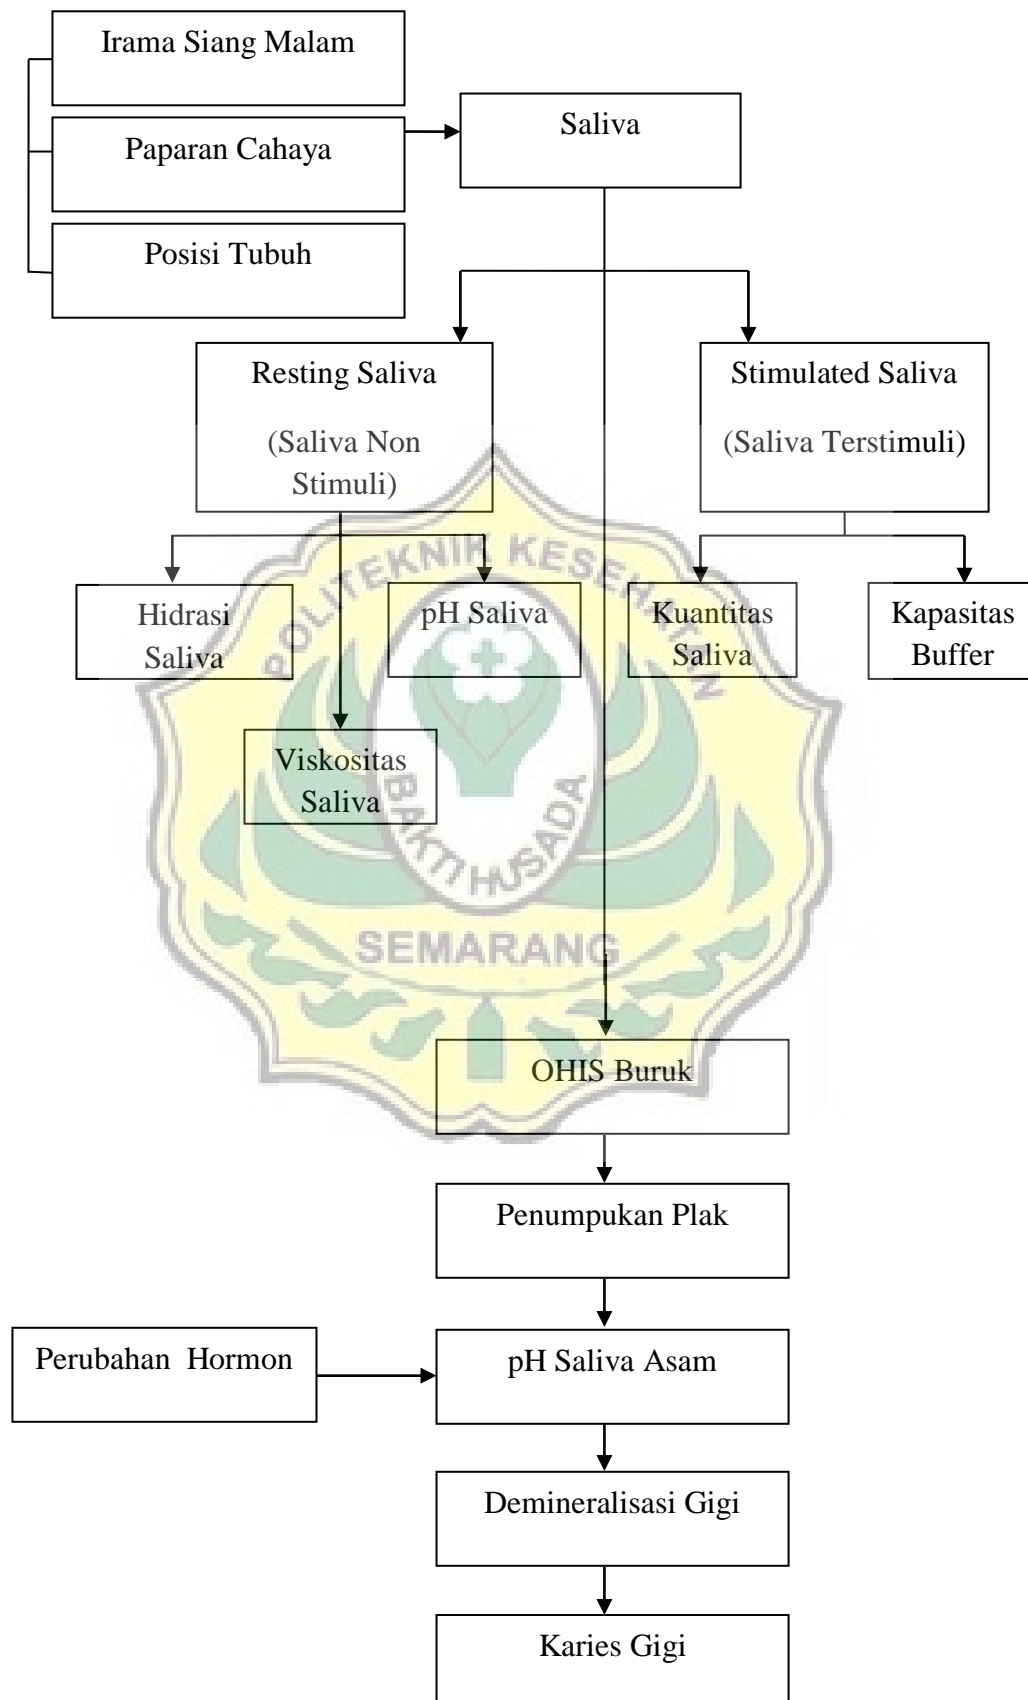 Irama Siang Malam
Paparan Cahaya
Saliva
Posisi Tubuh
Resting Saliva
(Saliva Non
Stimuli)
Stimulated Saliva
(Saliva Terstimuli)
Hidrasi
Saliva
pH Saliva
Kuantitas
Saliva
Kapasitas
Buffer
Viskositas
Saliva
POLITEKNIK KESEHATAN
BAKTI HUSADA
SEMARANG
OHIS Buruk
Penumpukan Plak
Perubahan Hormon
pH Saliva Asam
Demineralisasi Gigi
Karies Gigi